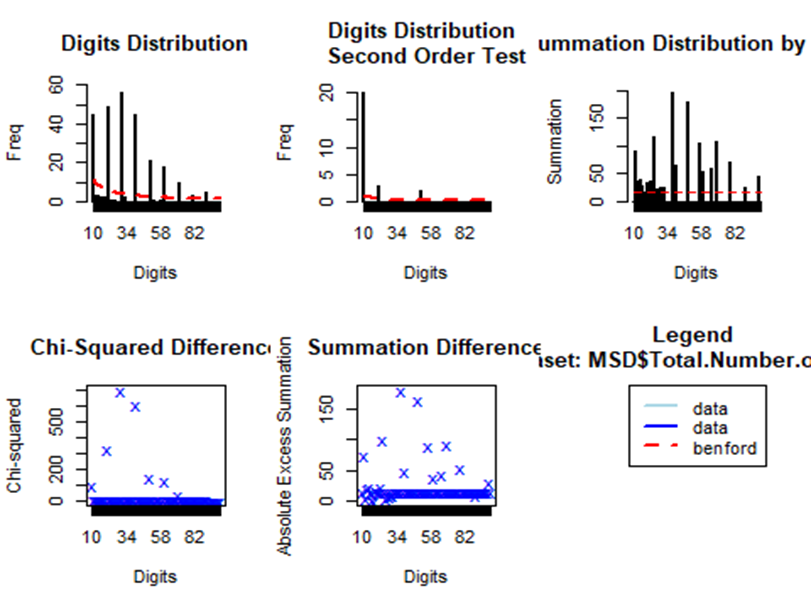 Digits Distribution
Freq
60
40
20
0
10 34 58 82
Digits
Digits Distribution
Second Order Test
Freq
20
10
5
0
10 34 58 82
Digits
ummation Distribution by
Summation
150
50
0
10 34 58 82
Digits
Chi-Squared Difference
Chi-squared
500
200
0
10 34 58 82
Digits
Summation Difference
Absolute Excess Summation
150
50
0
10 34 58 82
Digits
Legend
aset: MSD$Total.Number.o
data
data
benford